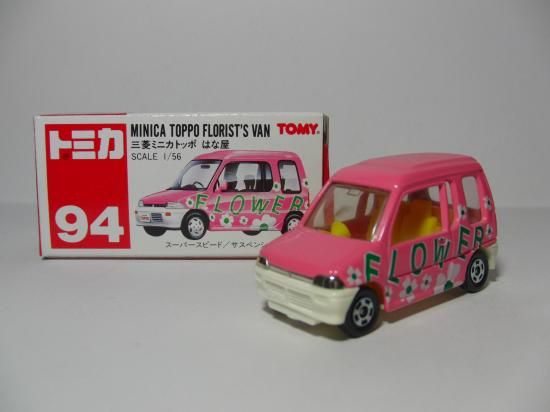 トミカ
94
MINICA TOPPO FLORIST'S VAN
TOMY
三菱ミニカトッポ はな屋
SCALE 1/56
FLOWER
スーパースピード/サスペンシ
FLOWER